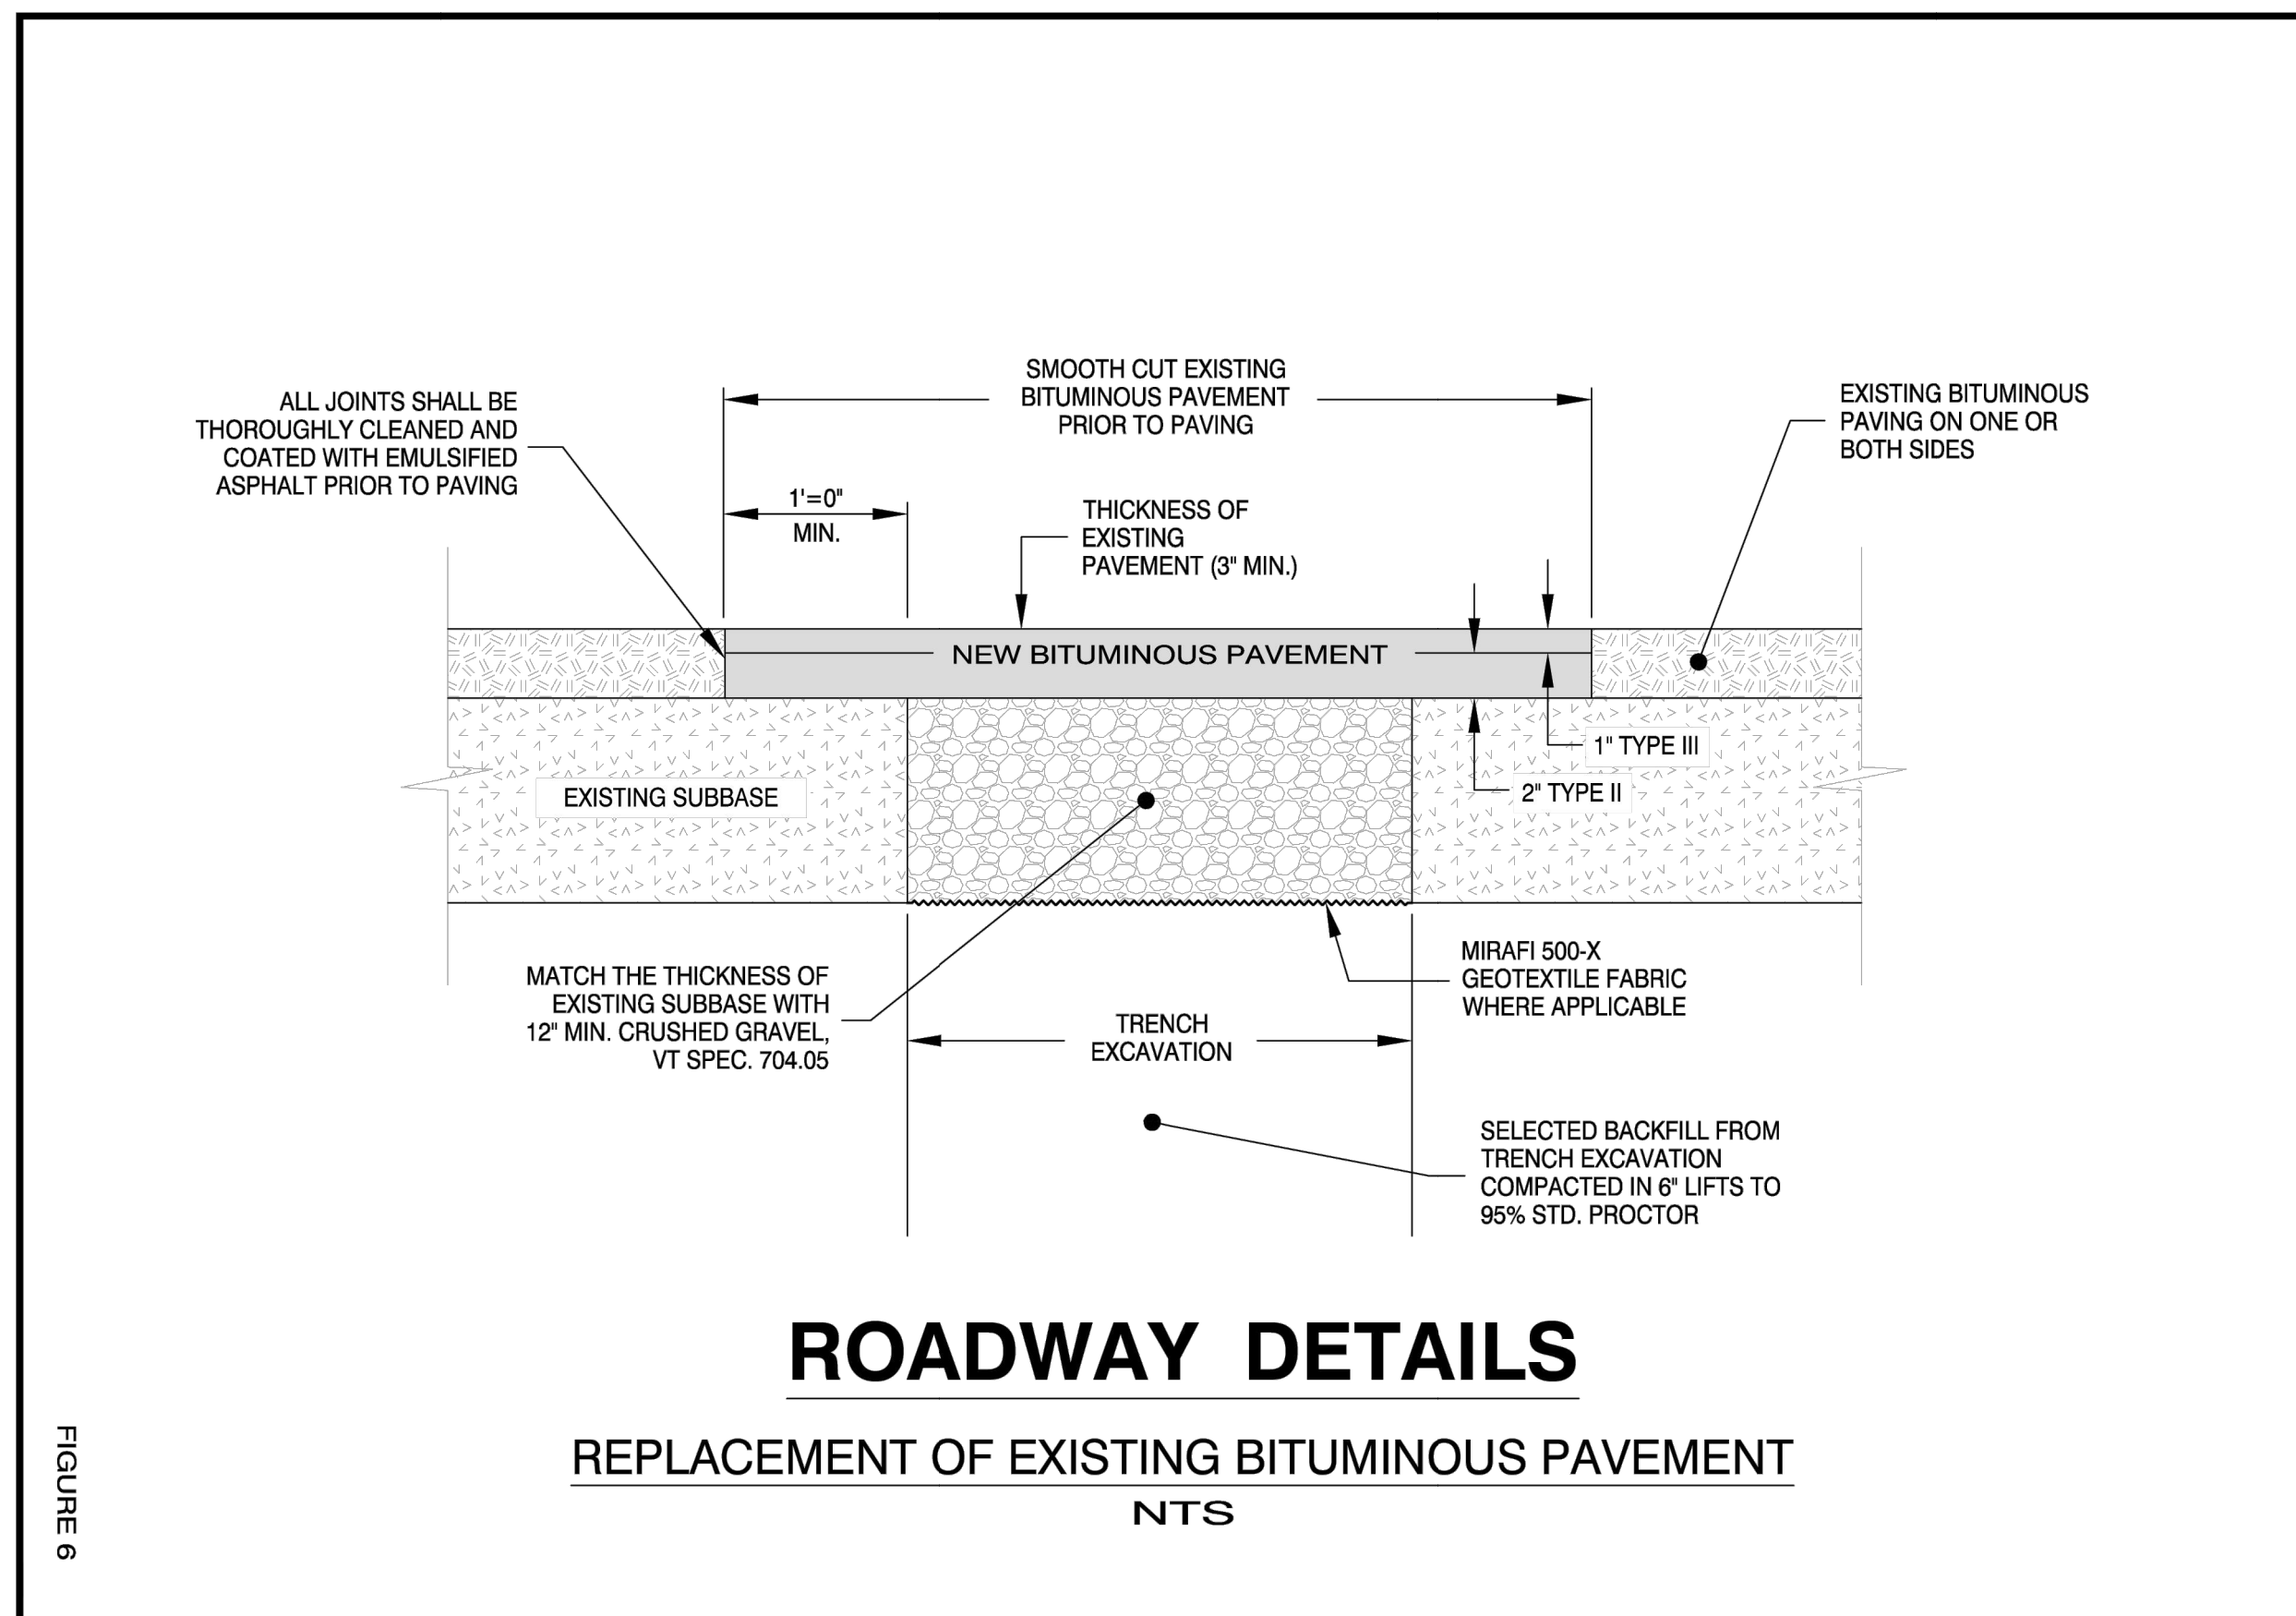 SMOOTH CUT EXISTING
BITUMINOUS PAVEMENT
PRIOR TO PAVING
ALL JOINTS SHALL BE
THOROUGHLY CLEANED AND
COATED WITH EMULSIFIED
ASPHALT PRIOR TO PAVING
EXISTING BITUMINOUS
PAVING ON ONE OR
BOTH SIDES
1'=0"
MIN.
THICKNESS OF
EXISTING
PAVEMENT (3" MIN.)
NEW BITUMINOUS PAVEMENT
1" TYPE III
2" TYPE II
EXISTING SUBBASE
MATCH THE THICKNESS OF
EXISTING SUBBASE WITH
12" MIN. CRUSHED GRAVEL,
VT SPEC. 704.05
MIRAFI 500-X
GEOTEXTILE FABRIC
WHERE APPLICABLE
TRENCH
EXCAVATION
SELECTED BACKFILL FROM
TRENCH EXCAVATION
COMPACTED IN 6" LIFTS TO
95% STD. PROCTOR
ROADWAY DETAILS
REPLACEMENT OF EXISTING BITUMINOUS PAVEMENT
NTS
FIGURE 6